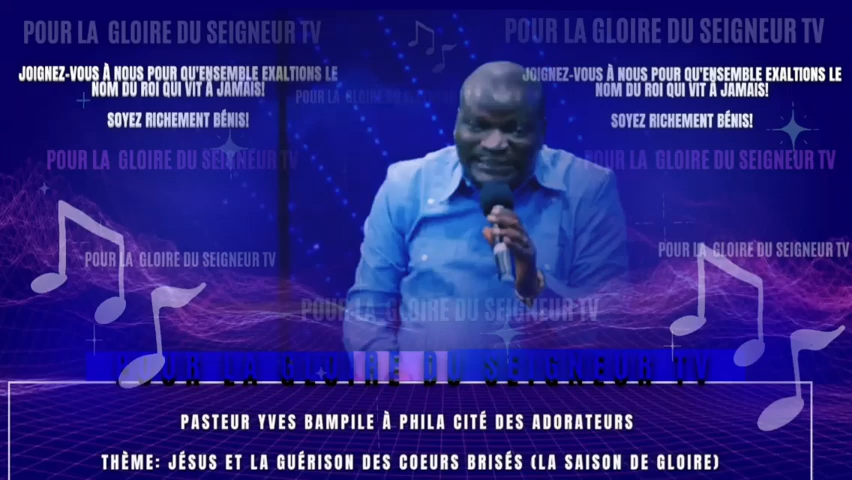 POUR LA GLOIRE DU SEIGNEUR TV
POUR LA GLOIRE DU SEIGNEUR TV
JOIGNEZ-VOUS À NOUS POUR QU'ENSEMBLE EXALTIONS LE
NOM DU ROI QUI VIT À JAMAIS!
SOYEZ RICHEMENT BÉNIS!
JOIGNEZ-VOUS À NOUS POUR QU'ENSEMBLE EXALTIONS LE
NOM DU ROI QUI VIT À JAMAIS!
SOYEZ RICHEMENT BÉNIS!
POUR LA GLOIRE DU
POUR LA GLOIRE DU SEIGNEUR TV
POUR LA GLOIRE DU SEIGNEUR TV
POUR LA GLOIRE DU SEIGNEUR TV
POUR LA GLOIRE DU SEIGNEUR TV
POUR LA GLOIRE DU SEIGNEUR TV
POUR LA GLOIRE DU SEIGNEUR TV
PASTEUR YVES BAMPILE À PHILA CITÉ DES ADORATEURS
THÈME: JÉSUS ET LA GUÉRISON DES COEURS BRISÉS (LA SAISON DE GLOIRE)